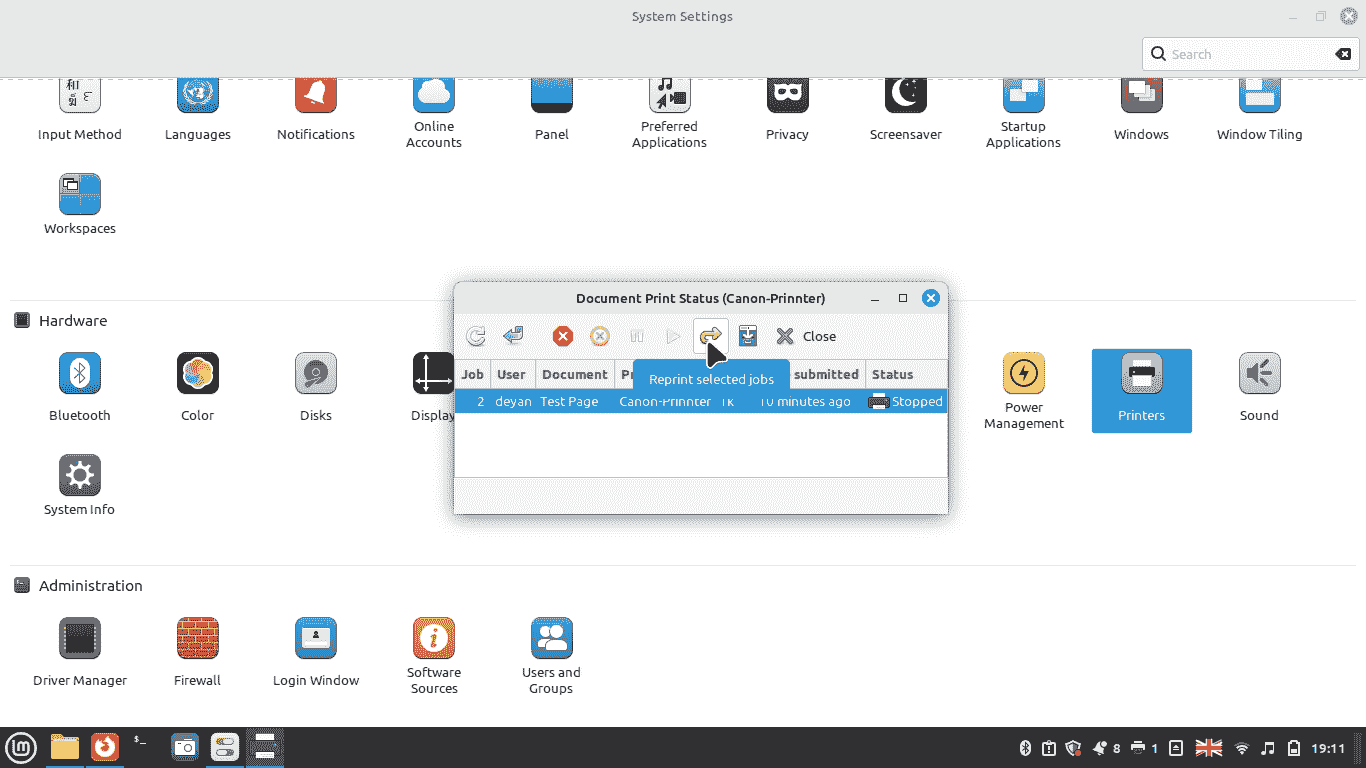 System Settings
Search
Input Method
Languages
Notifications
Online
Accounts
Panel
Preferred
Applications
Privacy
Screensaver
Startup
Applications
Windows
Window Tiling
Workspaces
Hardware
Bluetooth
Color
Disks
Display
Power
Management
Printers
Sound
System Info
Document Print Status (Canon-Prinnter)
Close
Job User Document submitted Status
Reprint selected jobs
2 deyan Test Page Canon-Prinnter 1k 10 minutes ago Stopped
Administration
Driver Manager
Firewall
Login Window
Software
Sources
Users and
Groups
8 1 19:11